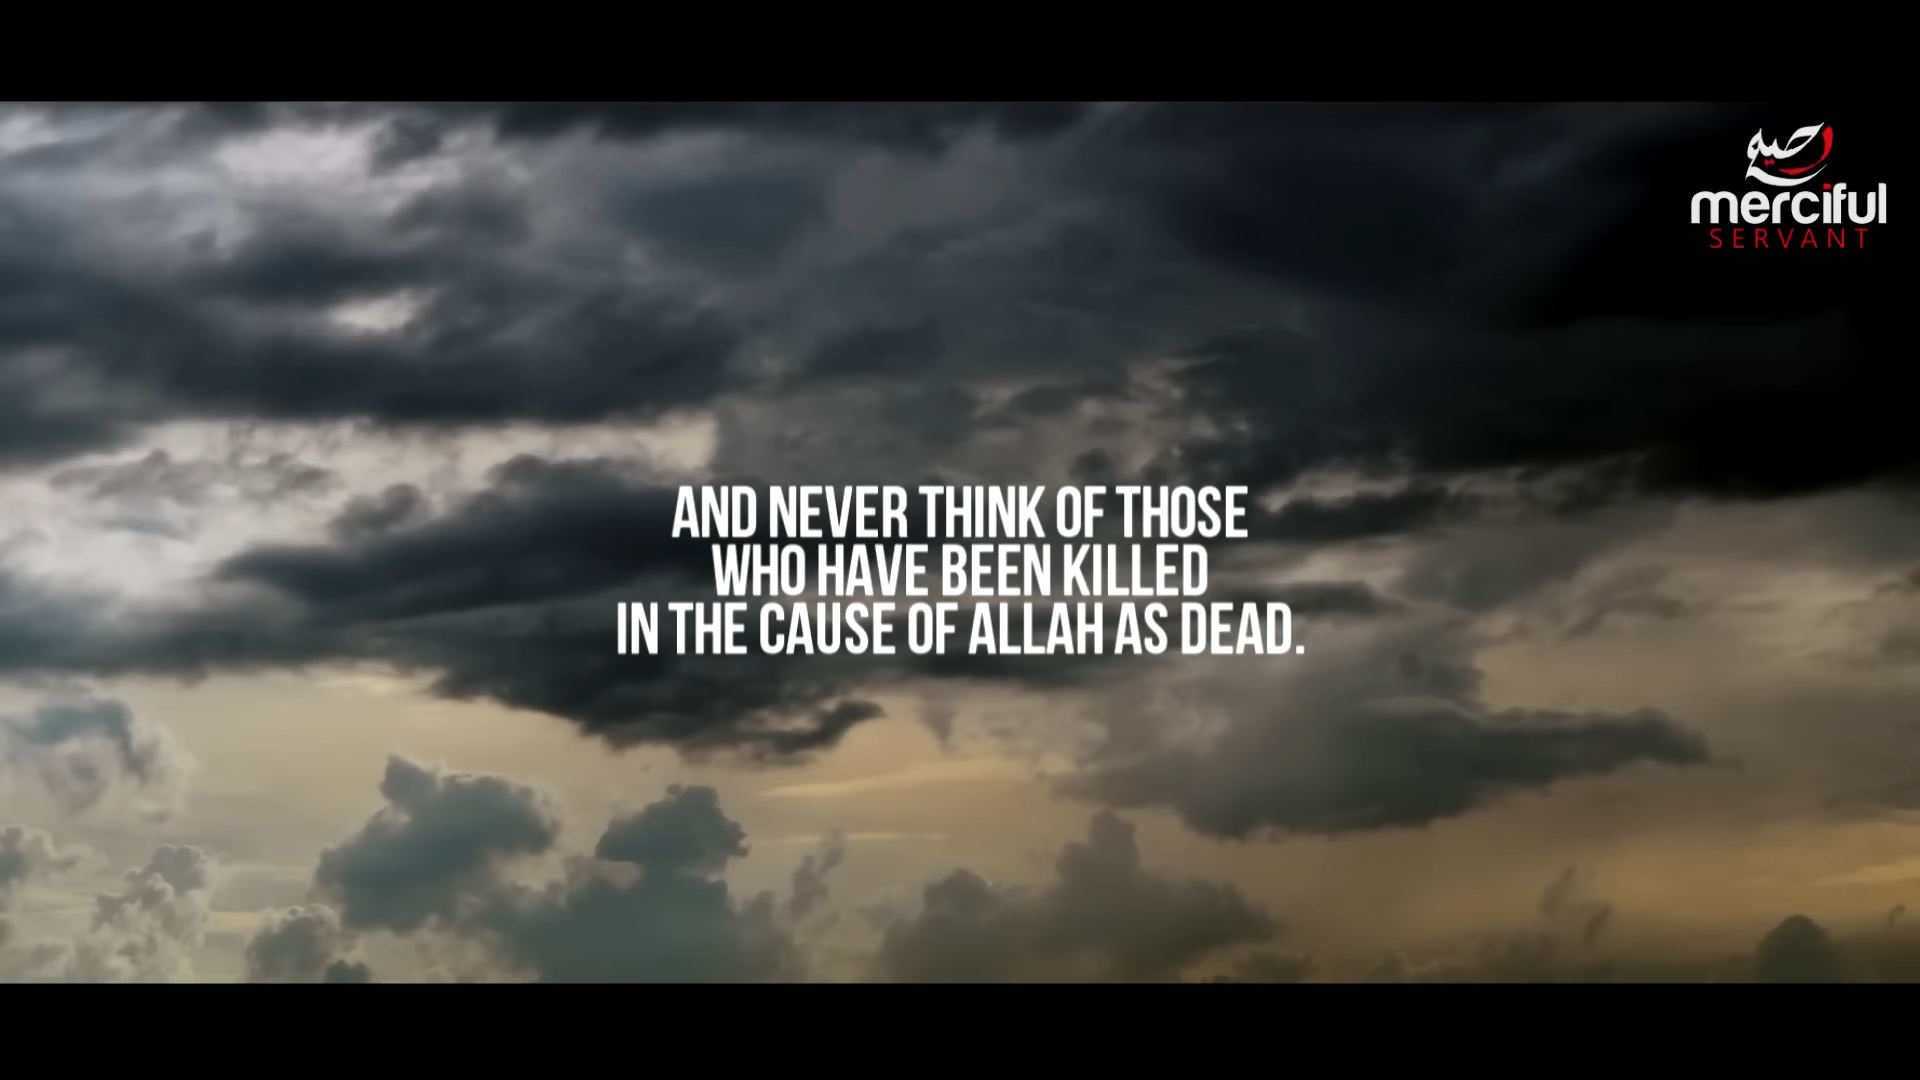 رحيم
merciful
SERVANT
AND NEVER THINK OF THOSE
WHO HAVE BEEN KILLED
IN THE CAUSE OF ALLAH AS DEAD.